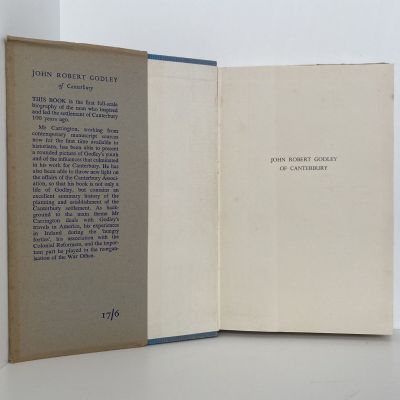 JOHN ROBERT GODLEY
of Canterbury
THIS BOOK is the first full-scale
biography of the man who inspired
and led the settlement of Canterbury
100 years ago.
Mr Carrington, working from
contemporary manuscript sources
now for the first time available to
historians, has been able to present
a rounded picture of Godley's youth
and of the influences that culminated
in his work for Canterbury. He has
also been able to throw new light on
the affairs of the Canterbury Associa-
tion, so that his book is not only a
life of Godley, but contains an
excellent summary history of the
planning and establishment of the
Canterbury settlement. As back-
ground to the main theme Mr
Carrington deals with Godley's
travels in America, his experiences
in Ireland during the 'hungry
forties', his association with the
Colonial Reformers, and the impor-
tant part he played in the reorgan-
isation of the War Office.
17/6
JOHN ROBERT GODLEY
OF CANTERBURY